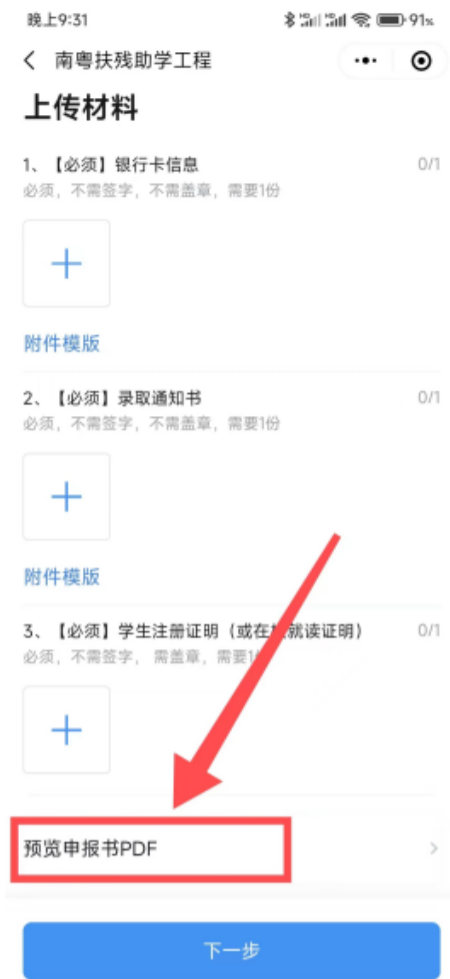 晚上9:31
91%
南粤扶残助学工程
上传材料
1、【必须】银行卡信息 0/1
必须，不需签字，不需盖章，需要1份
附件模版
2、【必须】录取通知书 0/1
必须，不需签字，不需盖章，需要1份
附件模版
3、【必须】学生注册证明（或在 就读证明） 0/1
必须，不需签字， 需盖章，需要1
预览申报书PDF
下一步